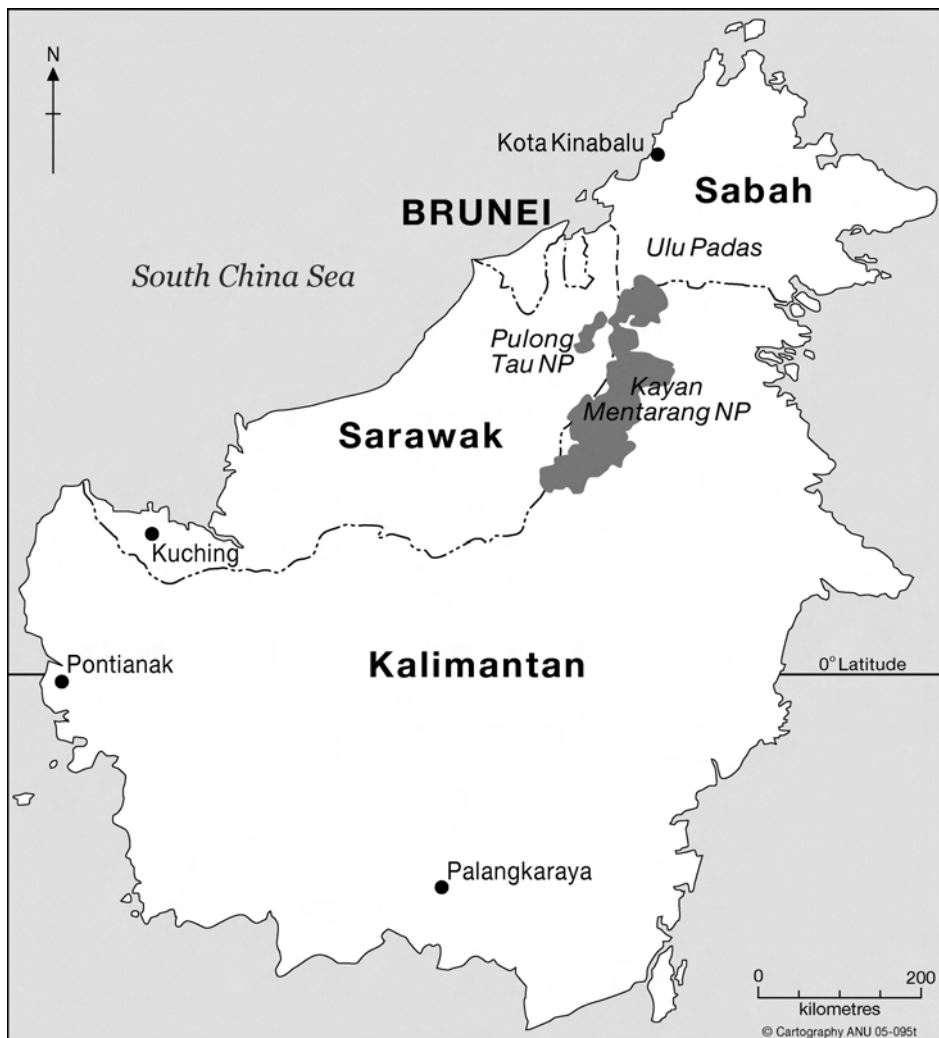 N
Kota Kinabalu
Sabah
BRUNEI
Ulu Padas
South China Sea
Pulong
Tau NP
Kayan
Mentarang NP
Sarawak
Kuching
Pontianak
Kalimantan
0° Latitude
Palangkaraya
0 200
kilometres
© Cartography ANU 05-095t